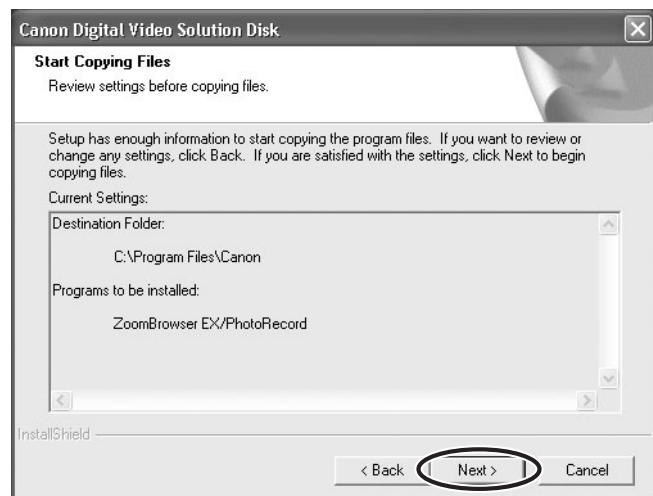 Canon Digital Video Solution Disk
Start Copying Files
Review settings before copying files.
Setup has enough information to start copying the program files. If you want to review or
change any settings, click Back. If you are satisfied with the settings, click Next to begin
copying files.
Current Settings:
Destination Folder:
C:\Program Files\Canon
Programs to be installed:
ZoomBrowser EX/PhotoRecord
InstallShield
< Back Next > Cancel